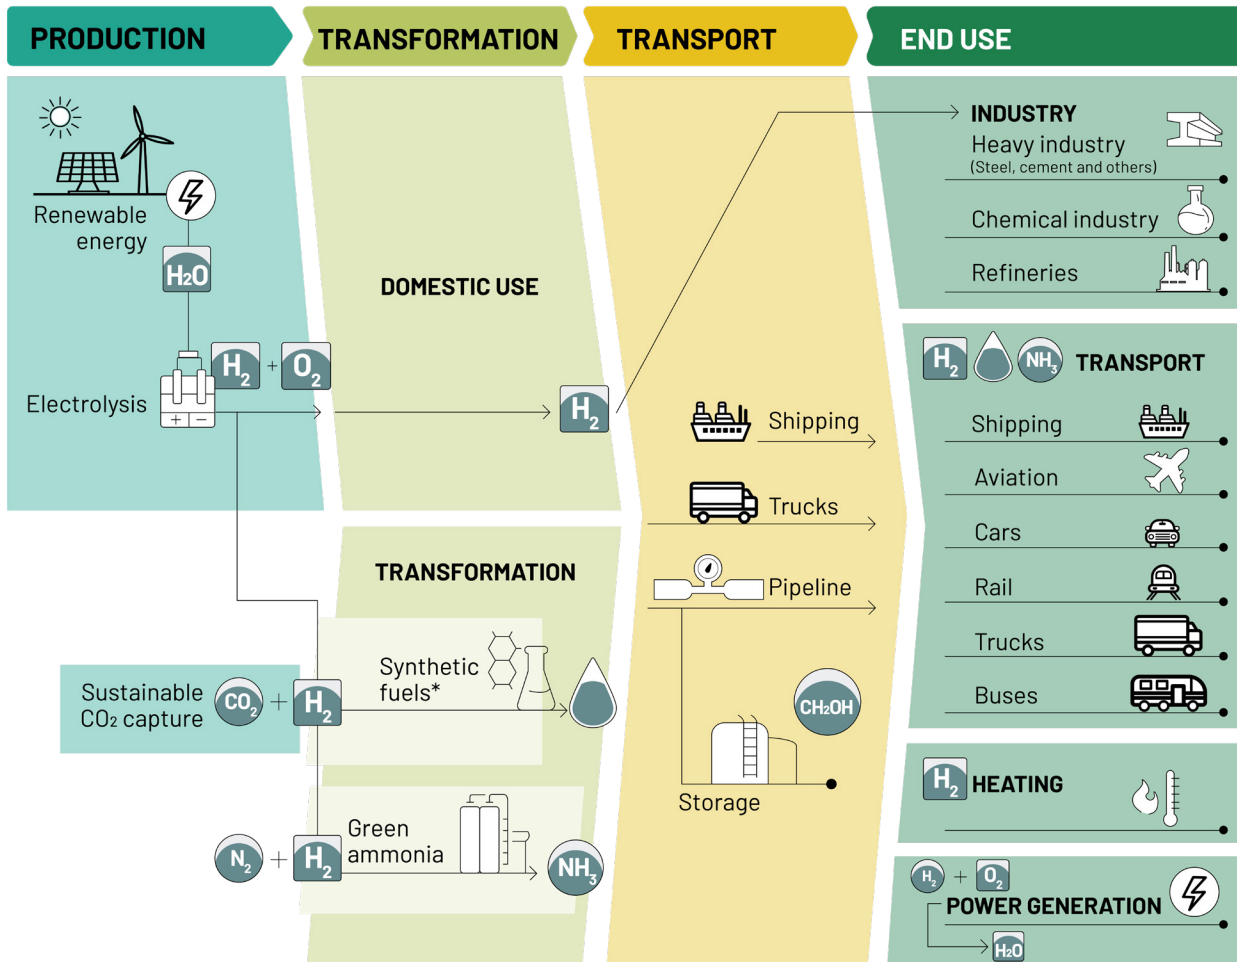 PRODUCTION
TRANSFORMATION
TRANSPORT
END USE
Renewable
energy
H₂O
H₂ + O₂
Electrolysis
+ −
DOMESTIC USE
H₂
TRANSFORMATION
Sustainable
CO₂ capture
CO₂ + H₂
Synthetic
fuels*
N₂ + H₂
Green
ammonia
NH₃
Shipping
Trucks
Pipeline
CH₂OH
Storage
INDUSTRY
Heavy industry
(Steel, cement and others)
Chemical industry
Refineries
H₂ NH₃ TRANSPORT
Shipping
Aviation
Cars
Rail
Trucks
Buses
H₂ HEATING
H₂ + O₂
POWER GENERATION
H₂O